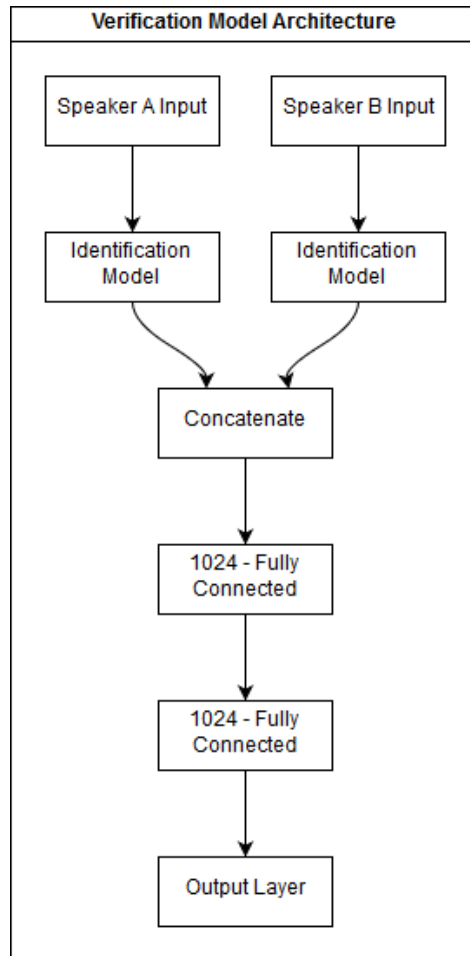 Verification Model Architecture
Speaker A Input
Speaker B Input
Identification
Model
Identification
Model
Concatenate
1024 - Fully
Connected
1024 - Fully
Connected
Output Layer